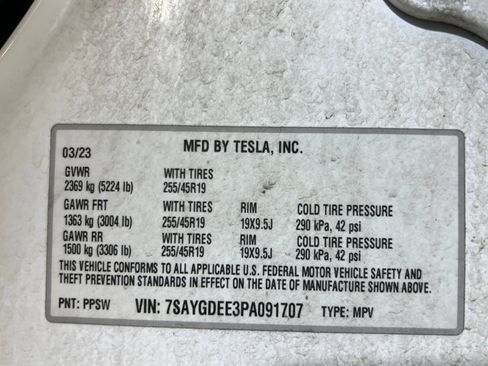 MFD BY TESLA, INC.
03/23
GVWR WITH TIRES
2369 kg (5224 lb) 255/45R19
GAWR FRT WITH TIRES RIM COLD TIRE PRESSURE
1363 kg (3004 lb) 255/45R19 19X9.5J 290 kPa, 42 psi
GAWR RR WITH TIRES RIM COLD TIRE PRESSURE
1500 kg (3306 lb) 255/45R19 19X9.5J 290 kPa, 42 psi
THIS VEHICLE CONFORMS TO ALL APPLICABLE U.S. FEDERAL MOTOR VEHICLE SAFETY AND
THEFT PREVENTION STANDARDS IN EFFECT ON THE DATE OF MANUFACTURE SHOWN ABOVE.
PNT: PPSW VIN: 7SAYGDEE3PA091707 TYPE: MPV